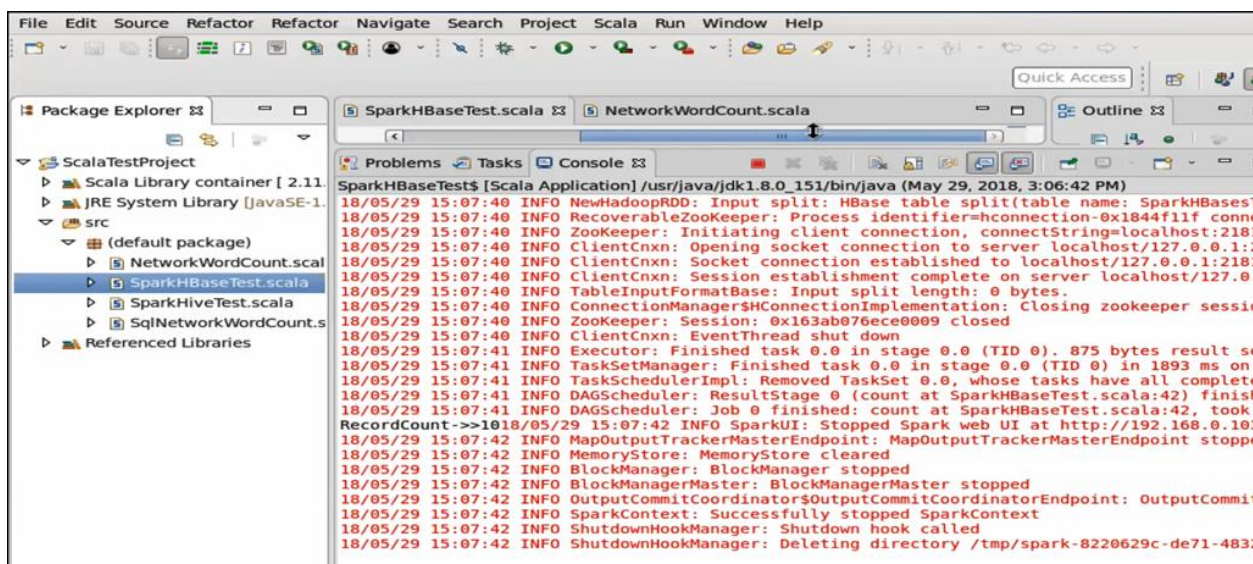 File Edit Source Refactor Refactor Navigate Search Project Scala Run Window Help
Quick Access
Package Explorer
SparkHBaseTest.scala NetworkWordCount.scala
Outline
ScalaTestProject
Scala Library container [ 2.11.
JRE System Library [JavaSE-1.
src
(default package)
NetworkWordCount.scal
SparkHBaseTest.scala
SparkHiveTest.scala
SqlNetworkWordCount.s
Referenced Libraries
Problems Tasks Console
SparkHBaseTest$ [Scala Application] /usr/java/jdk1.8.0_151/bin/java (May 29, 2018, 3:06:42 PM)
18/05/29 15:07:40 INFO NewHadoopRDD: Input split: HBase table split(table name: SparkHBasesT
18/05/29 15:07:40 INFO RecoverableZooKeeper: Process identifier=hconnection-0x1844f11f conn
18/05/29 15:07:40 INFO ZooKeeper: Initiating client connection, connectString=localhost:2181
18/05/29 15:07:40 INFO ClientCnxn: Opening socket connection to server localhost/127.0.0.1:2
18/05/29 15:07:40 INFO ClientCnxn: Socket connection established to localhost/127.0.0.1:2181
18/05/29 15:07:40 INFO ClientCnxn: Session establishment complete on server localhost/127.0.
18/05/29 15:07:40 INFO TableInputFormatBase: Input split length: 0 bytes.
18/05/29 15:07:40 INFO ConnectionManager$HConnectionImplementation: Closing zookeeper sessi
18/05/29 15:07:40 INFO ZooKeeper: Session: 0x163ab076ece0009 closed
18/05/29 15:07:40 INFO ClientCnxn: EventThread shut down
18/05/29 15:07:41 INFO Executor: Finished task 0.0 in stage 0.0 (TID 0). 875 bytes result se
18/05/29 15:07:41 INFO TaskSetManager: Finished task 0.0 in stage 0.0 (TID 0) in 1893 ms on
18/05/29 15:07:41 INFO TaskSchedulerImpl: Removed TaskSet 0.0, whose tasks have all complet
18/05/29 15:07:41 INFO DAGScheduler: ResultStage 0 (count at SparkHBaseTest.scala:42) finish
18/05/29 15:07:41 INFO DAGScheduler: Job 0 finished: count at SparkHBaseTest.scala:42, took
RecordCount->>1018/05/29 15:07:42 INFO SparkUI: Stopped Spark web UI at http://192.168.0.103
18/05/29 15:07:42 INFO MapOutputTrackerMasterEndpoint: MapOutputTrackerMasterEndpoint stoppe
18/05/29 15:07:42 INFO MemoryStore: MemoryStore cleared
18/05/29 15:07:42 INFO BlockManager: BlockManager stopped
18/05/29 15:07:42 INFO BlockManagerMaster: BlockManagerMaster stopped
18/05/29 15:07:42 INFO OutputCommitCoordinator$OutputCommitCoordinatorEndpoint: OutputCommit
18/05/29 15:07:42 INFO SparkContext: Successfully stopped SparkContext
18/05/29 15:07:42 INFO ShutdownHookManager: Shutdown hook called
18/05/29 15:07:42 INFO ShutdownHookManager: Deleting directory /tmp/spark-8220629c-de71-4832